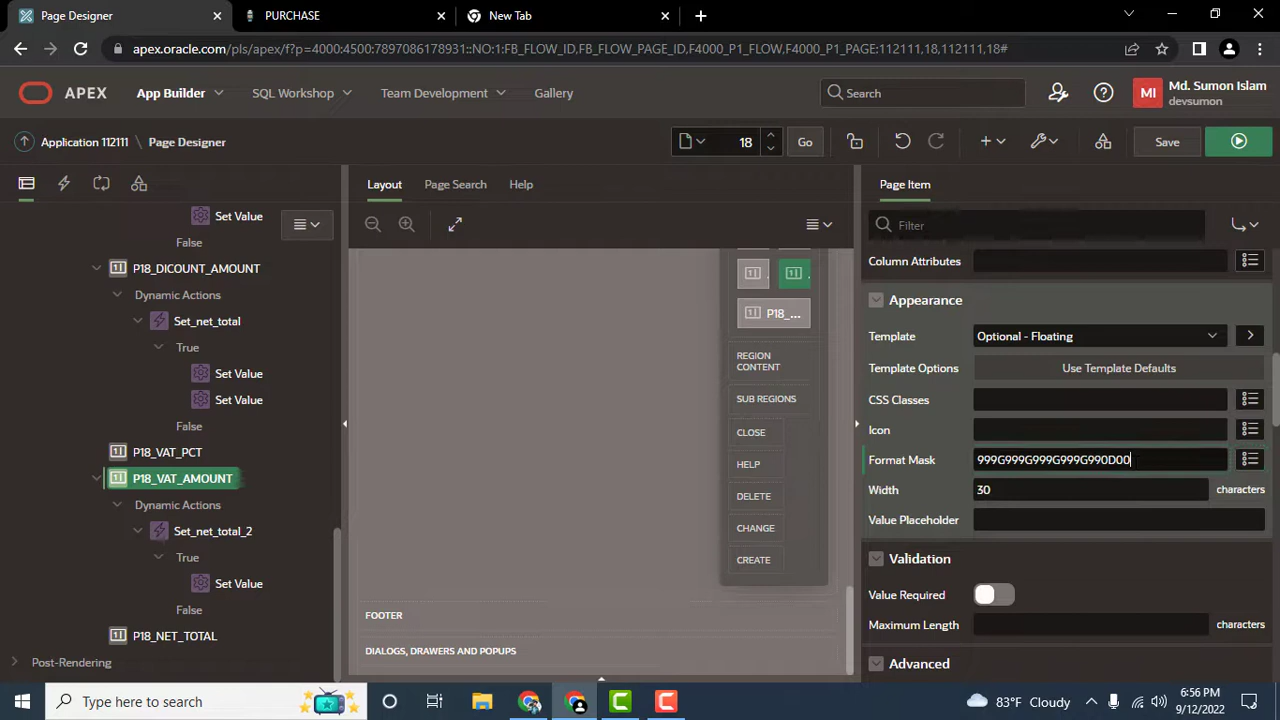 Page Designer
PURCHASE
New Tab
apex.oracle.com/pls/apex/f?p=4000:4500:7897086178931::NO:1:FB_FLOW_ID,FB_FLOW_PAGE_ID,F4000_P1_FLOW,F4000_P1_PAGE:112111,18,112111,18#
APEX
App Builder
SQL Workshop
Team Development
Gallery
Search
MI
Md. Sumon Islam
devsumon
Application 112111 \ Page Designer
18
Go
Save
Layout
Page Search
Help
Page Item
Filter
Set Value
False
P18_DICOUNT_AMOUNT
Dynamic Actions
Set_net_total
True
Set Value
Set Value
False
P18_VAT_PCT
P18_VAT_AMOUNT
Dynamic Actions
Set_net_total_2
True
Set Value
False
P18_NET_TOTAL
Post-Rendering
P18_...
REGION
CONTENT
SUB REGIONS
CLOSE
HELP
DELETE
CHANGE
CREATE
FOOTER
DIALOGS, DRAWERS AND POPUPS
Column Attributes
Appearance
Template
Optional - Floating
Template Options
Use Template Defaults
CSS Classes
Icon
Format Mask
999G999G999G999G990D00
Width
30
characters
Value Placeholder
Validation
Value Required
Maximum Length
characters
Advanced
Type here to search
83°F Cloudy
6:56 PM
9/12/2022